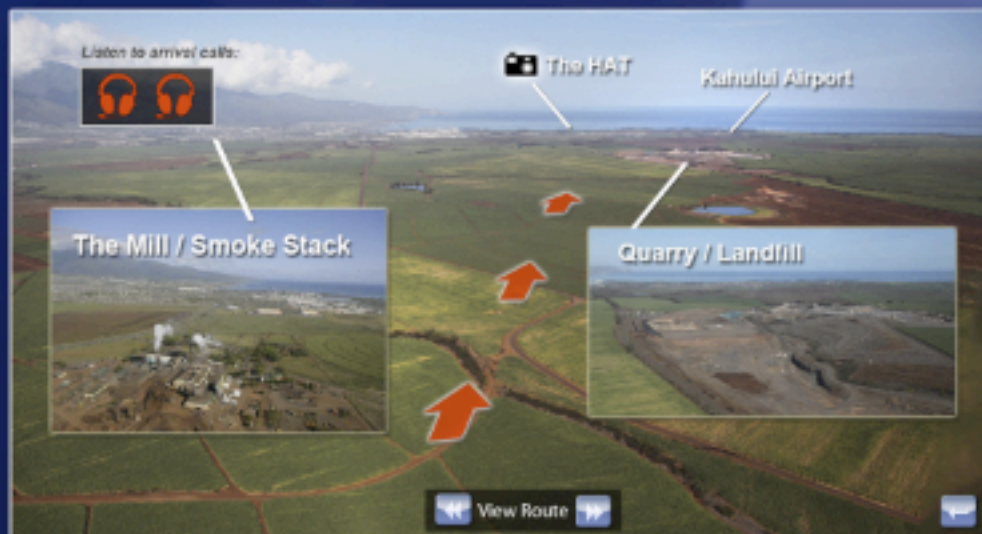 Listen to arrival calls:
The HAT
Kahului Airport
The Mill / Smoke Stack
Quarry / Landfill
View Route